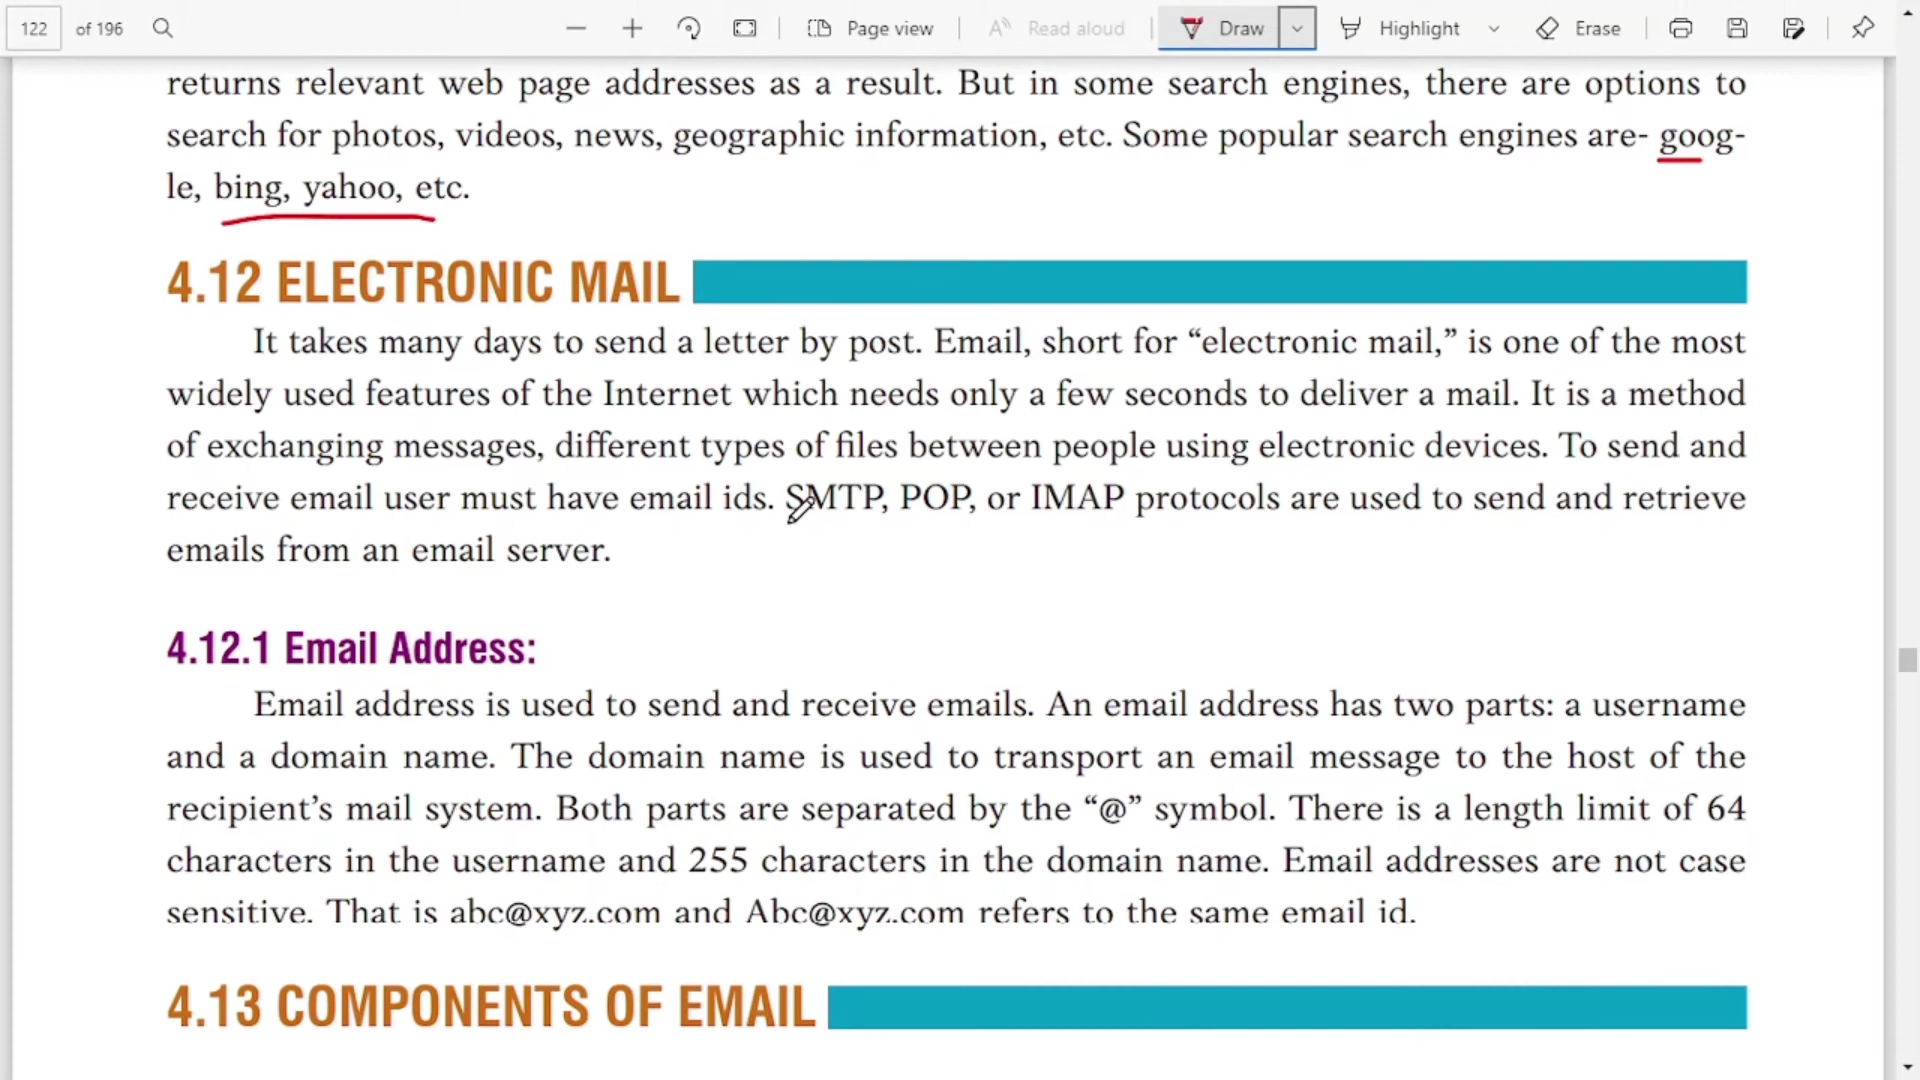 122 of 196 Page view Read aloud Draw Highlight Erase
returns relevant web page addresses as a result. But in some search engines, there are options to
search for photos, videos, news, geographic information, etc. Some popular search engines are- goog-
le, bing, yahoo, etc.
4.12 ELECTRONIC MAIL
It takes many days to send a letter by post. Email, short for “electronic mail,” is one of the most
widely used features of the Internet which needs only a few seconds to deliver a mail. It is a method
of exchanging messages, different types of files between people using electronic devices. To send and
receive email user must have email ids. SMTP, POP, or IMAP protocols are used to send and retrieve
emails from an email server.
4.12.1 Email Address:
Email address is used to send and receive emails. An email address has two parts: a username
and a domain name. The domain name is used to transport an email message to the host of the
recipient’s mail system. Both parts are separated by the “@” symbol. There is a length limit of 64
characters in the username and 255 characters in the domain name. Email addresses are not case
sensitive. That is abc@xyz.com and Abc@xyz.com refers to the same email id.
4.13 COMPONENTS OF EMAIL